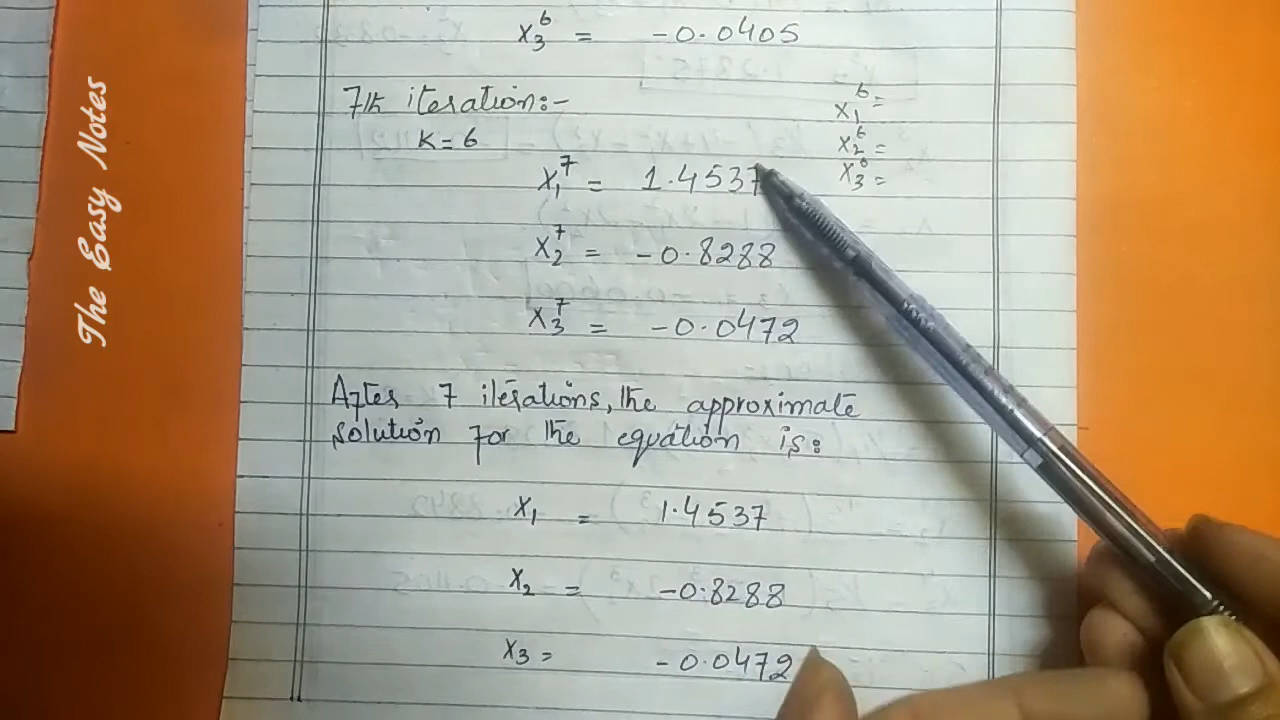 x₃⁶ = -0.0405
7th iteration:-
K=6
x₁⁶ =
x₂⁶ =
x₃⁶ =
x₁⁷ = 1.4537
x₂⁷ = -0.8288
x₃⁷ = -0.0472
After 7 iterations, the approximate
solution for the equation is:
x₁ = 1.4537
x₂ = -0.8288
x₃ = -0.0472
The Easy Notes